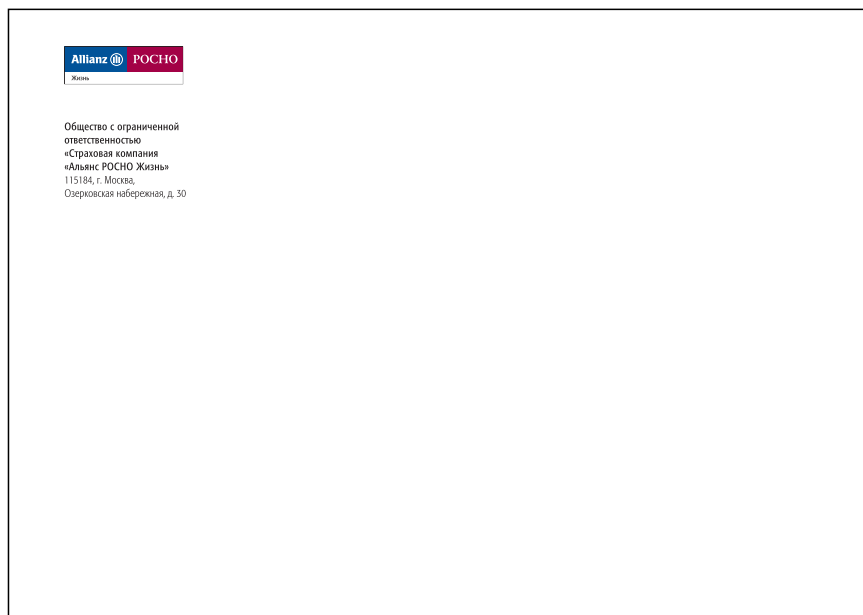 Allianz РОСНО
Жизнь
Общество с ограниченной
ответственностью
«Страховая компания
«Альянс РОСНО Жизнь»
115184, г. Москва,
Озерковская набережная, д. 30